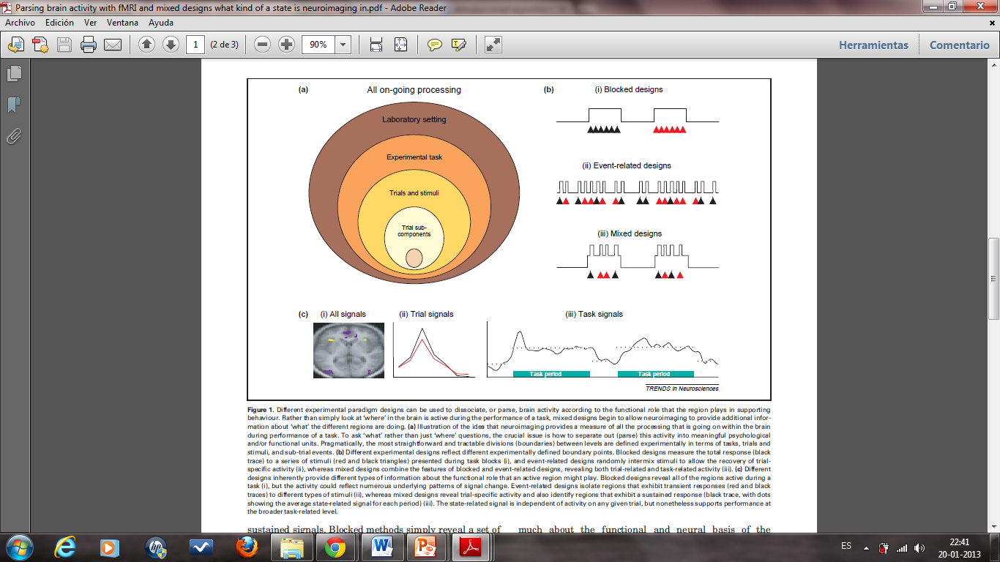 Parsing brain activity with fMRI and mixed designs what kind of a state is neuroimaging in.pdf - Adobe Reader
Archivo Edición Ver Ventana Ayuda
1 (2 de 3) 90% Herramientas Comentario
(a) All on-going processing
Laboratory setting
Experimental task
Trials and stimuli
Trial sub-
components
(b) (i) Blocked designs
(ii) Event-related designs
(iii) Mixed designs
(c) (i) All signals (ii) Trial signals (iii) Task signals
Task period Task period
TRENDS in Neurosciences
Figure 1. Different experimental paradigm designs can be used to dissociate, or parse, brain activity according to the functional role that the region plays in supporting
behaviour. Rather than simply look at ‘where’ in the brain is active during the performance of a task, mixed designs begin to allow neuroimaging to provide additional infor-
mation about ‘what’ the different regions are doing. (a) Illustration of the idea that neuroimaging provides a measure of all the processing that is going on within the brain
during performance of a task. To ask ‘what’ rather than just ‘where’ questions, the crucial issue is how to separate out (parse) this activity into meaningful psychological
and/or functional units. Pragmatically, the most straightforward and tractable divisions (boundaries) between levels are defined experimentally in terms of tasks, trials and
stimuli, and sub-trial events. (b) Different experimental designs reflect different experimentally defined boundary points. Blocked designs measure the total response (black
trace) to a series of stimuli (red and black triangles) presented during task blocks (i), and event-related designs randomly intermix stimuli to allow the recovery of trial-
specific activity (ii), whereas mixed designs combine the features of blocked and event-related designs, revealing both trial-related and task-related activity (iii). (c) Different
designs inherently provide different types of information about the functional role that an active region might play. Blocked designs reveal all of the regions active during a
task (i), but the activity could reflect numerous underlying patterns of signal change. Event-related designs isolate regions that exhibit transient responses (red and black
traces) to different types of stimuli (ii), whereas mixed designs reveal trial-specific activity and also identify regions that exhibit a sustained response (black trace, with dots
showing the average state-related signal for each period) (iii). The state-related signal is independent of activity on any given trial, but nonetheless supports performance at
the broader task-related level.
sustained signals. Blocked methods simply reveal a set of
much about the functional and neural basis of the
ES 22:41
20-01-2013